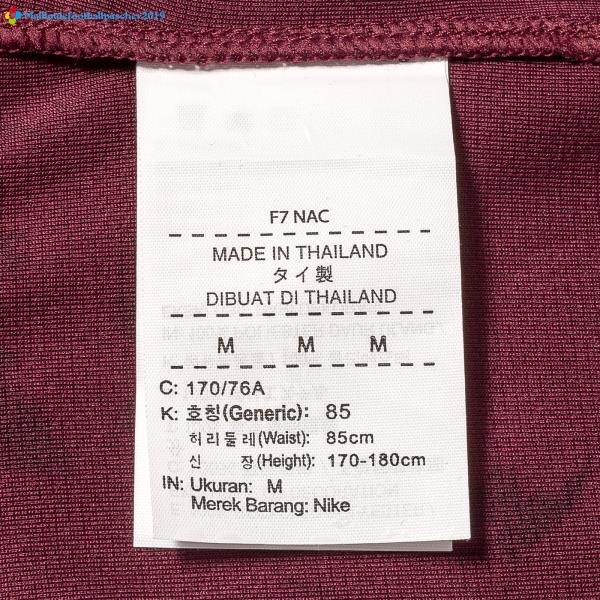 MaillotdefootballpascherZ019
F7 NAC
MADE IN THAILAND
タイ製
DIBUAT DI THAILAND
M M M
C: 170/76A
K: 호칭(Generic): 85
허리둘레(Waist): 85cm
신 장(Height): 170-180cm
IN: Ukuran: M
Merek Barang: Nike